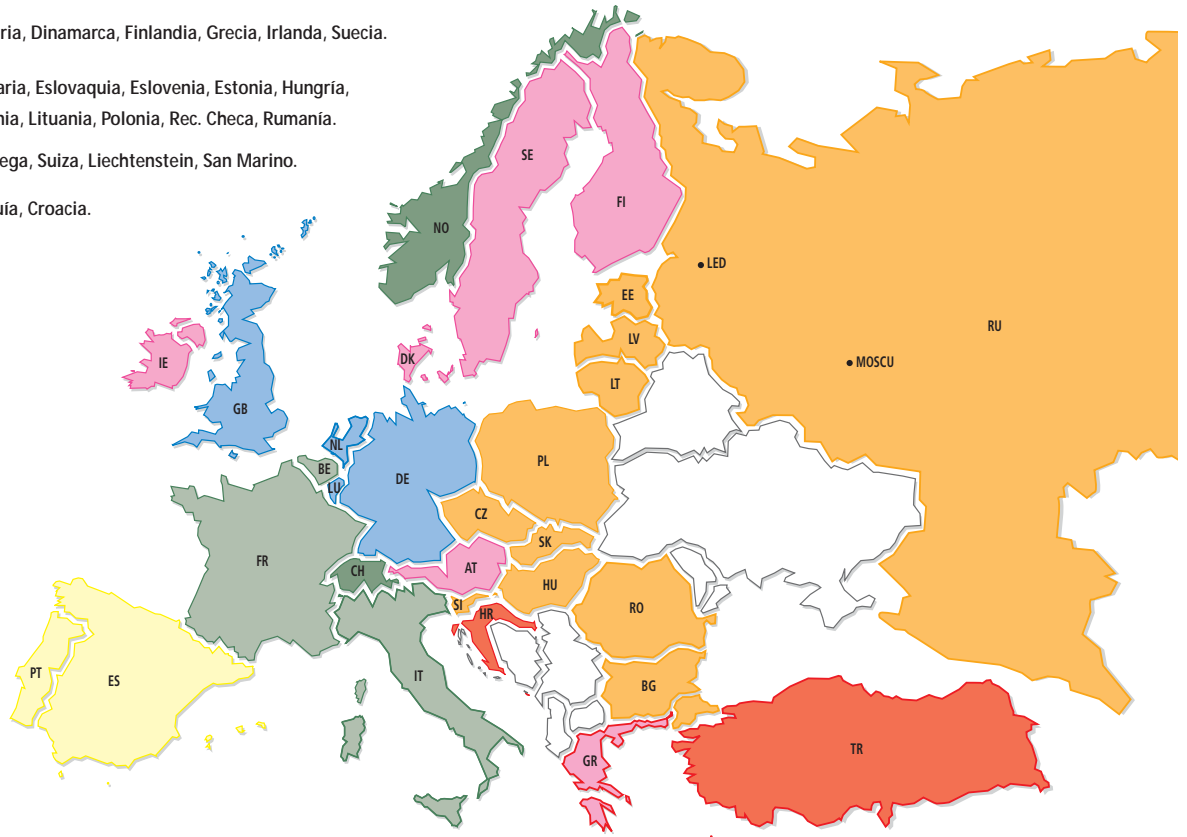 ria, Dinamarca, Finlandia, Grecia, Irlanda, Suecia.
aria, Eslovaquia, Eslovenia, Estonia, Hungría,
nia, Lituania, Polonia, Rec. Checa, Rumanía.
ega, Suiza, Liechtenstein, San Marino.
uía, Croacia.
SE
FI
NO
LED
EE
RU
LV
IE
DK
MOSCU
LT
GB
NL
PL
BE
DE
LU
CZ
SK
FR
CH
AT
HU
SI
HR
RO
PT
ES
IT
BG
TR
GR